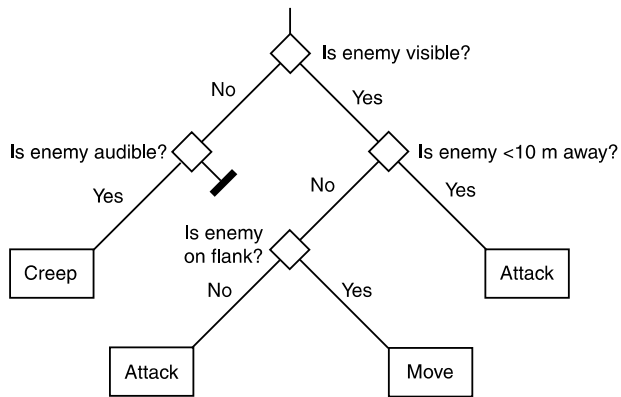 Is enemy visible?
No
Yes
Is enemy audible?
Is enemy <10 m away?
Yes
No
Yes
Is enemy
on flank?
Creep
Attack
No
Yes
Attack
Move